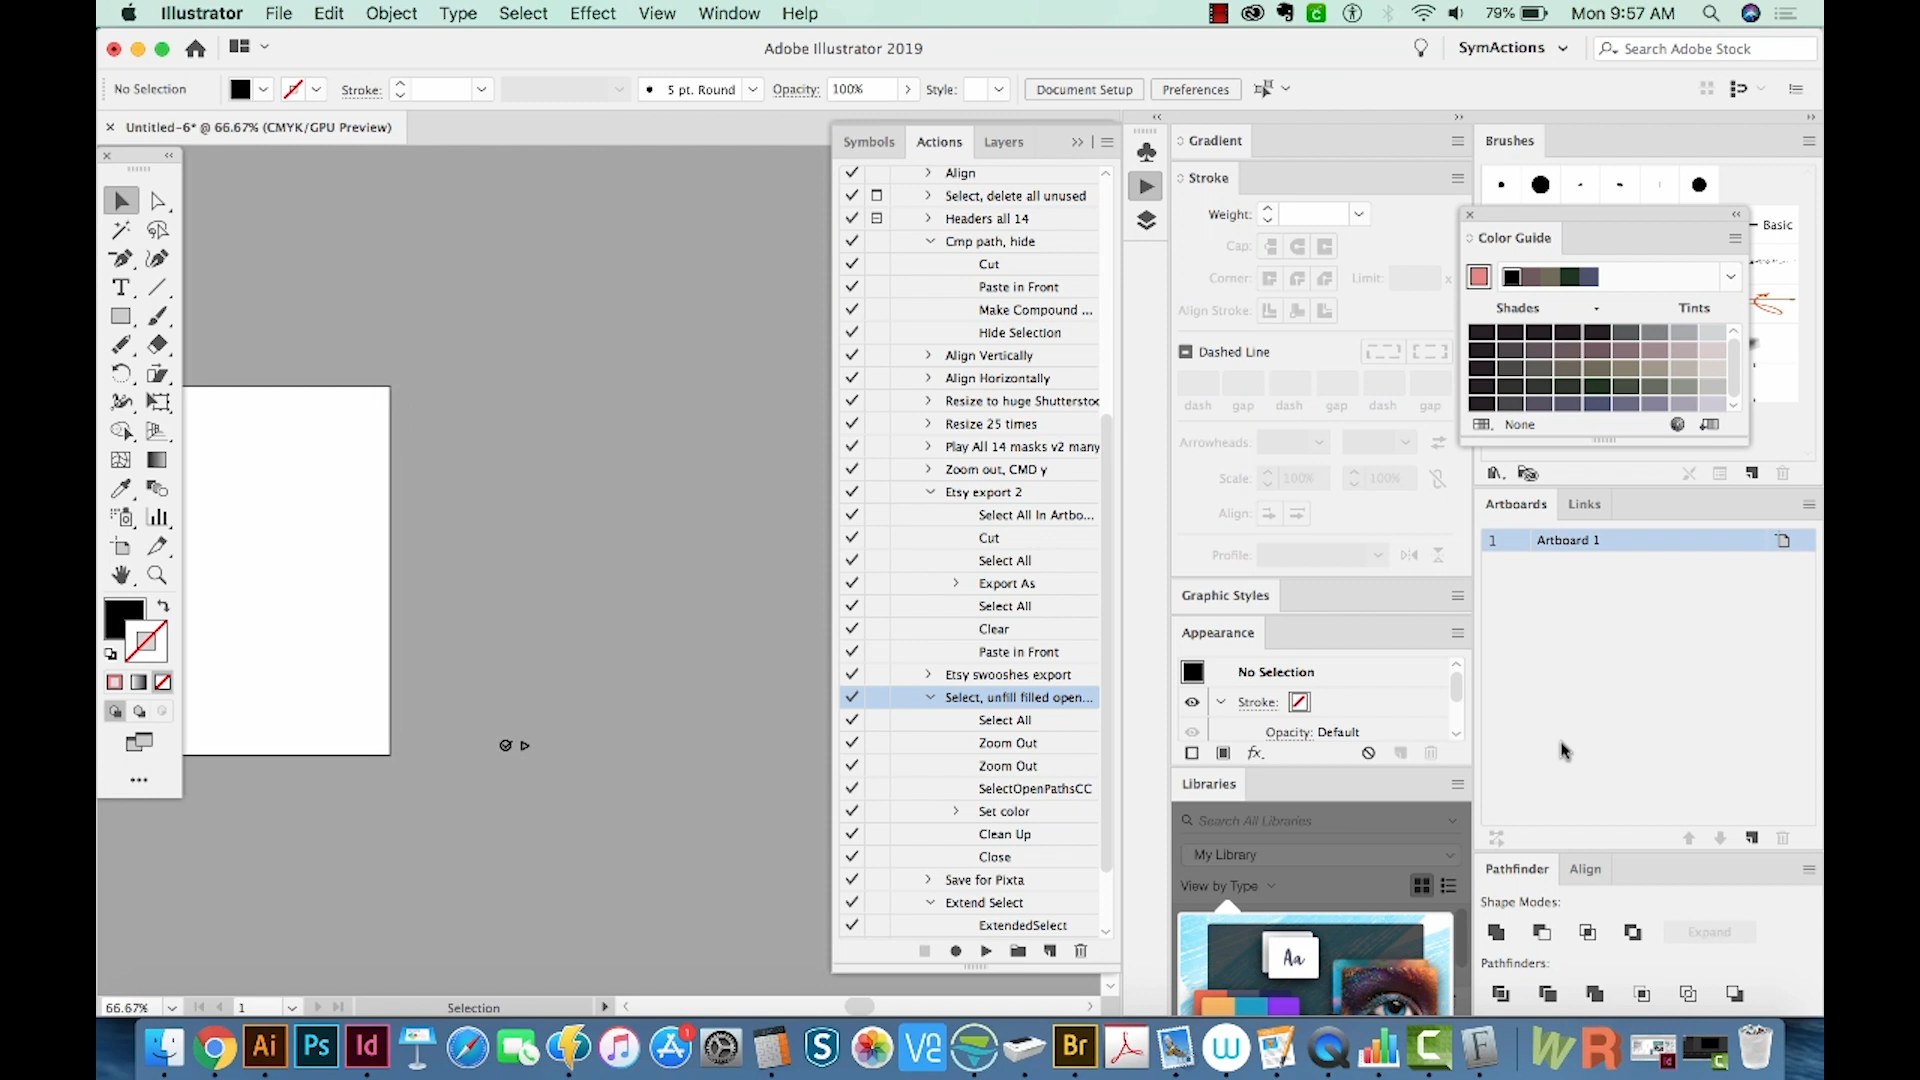 Illustrator File Edit Object Type Select Effect View Window Help 79% Mon 9:57 AM
Adobe Illustrator 2019 SymActions Search Adobe Stock
No Selection Stroke: 5 pt. Round Opacity: 100% Style: Document Setup Preferences
Untitled-6* @ 66.67% (CMYK/GPU Preview)
Symbols Actions Layers
Align
Select, delete all unused
Headers all 14
Cmp path, hide
Cut
Paste in Front
Make Compound ...
Hide Selection
Align Vertically
Align Horizontally
Resize to huge Shuttersto
Resize 25 times
Play All 14 masks v2 many
Zoom out, CMD y
Etsy export 2
Select All In Artbo...
Cut
Select All
Export As
Select All
Clear
Paste in Front
Etsy swooshes export
Select, unfill filled open...
Select All
Zoom Out
Zoom Out
SelectOpenPathsCC
Set color
Clean Up
Close
Save for Pixta
Extend Select
ExtendedSelect
Gradient
Stroke
Weight:
Cap:
Corner: Limit: x
Align Stroke:
Dashed Line
dash gap dash gap dash gap
Arrowheads:
Scale: 100% 100%
Align:
Profile:
Graphic Styles
Appearance
No Selection
Stroke:
Opacity: Default
fx.
Libraries
Search All Libraries
My Library
View by Type
Aa
Brushes
Basic
Color Guide
Shades Tints
None
Artboards Links
1 Artboard 1
Pathfinder Align
Shape Modes:
Expand
Pathfinders:
66.67% 1 Selection
Ai Ps Id 1 S Br W F W R